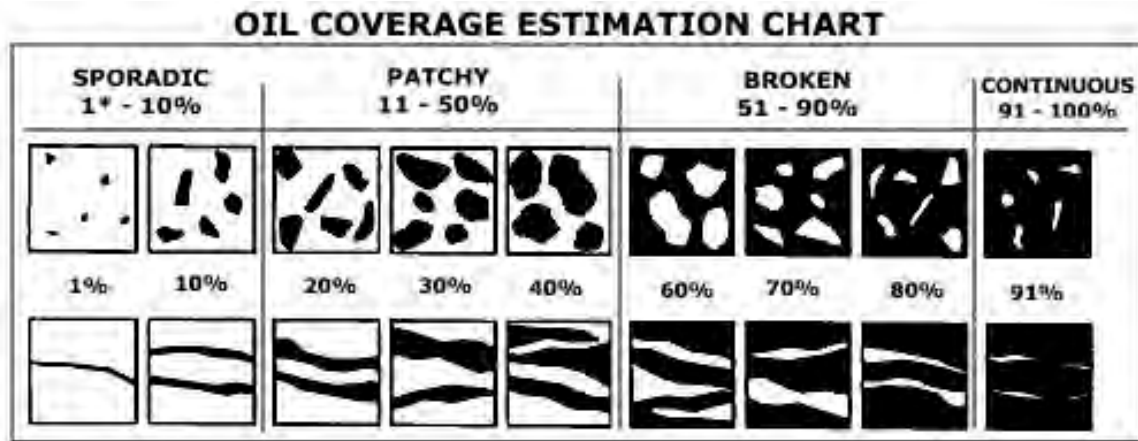 OIL COVERAGE ESTIMATION CHART
SPORADIC PATCHY BROKEN CONTINUOUS
1* - 10% 11 - 50% 51 - 90% 91 - 100%
1% 10% 20% 30% 40% 60% 70% 80% 91%